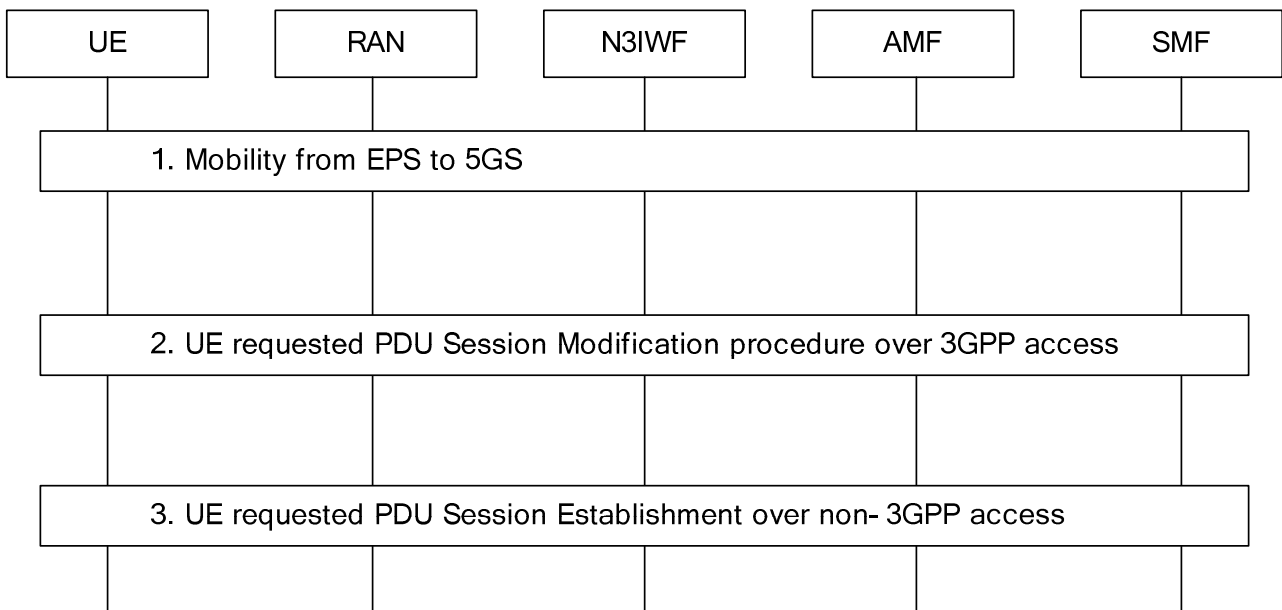 UE
RAN
N3IWF
AMF
SMF
1. Mobility from EPS to 5GS
2. UE requested PDU Session Modification procedure over 3GPP access
3. UE requested PDU Session Establishment over non- 3GPP access